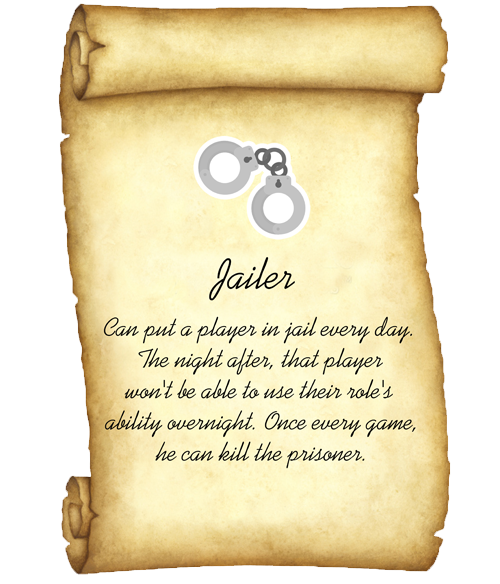 Jailer
Can put a player in jail every day.
The night after, that player
won't be able to use their role's
ability overnight. Once every game,
he can kill the prisoner.